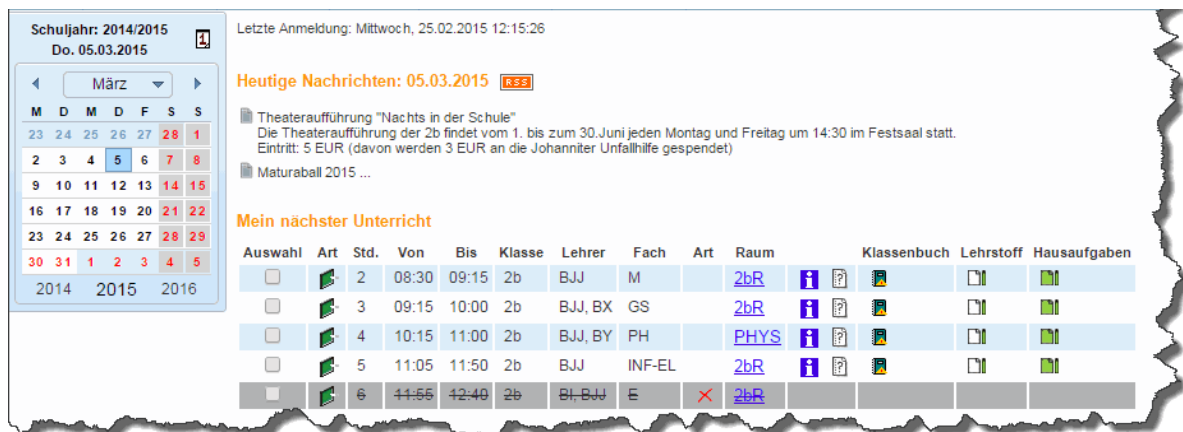 Schuljahr: 2014/2015
Do. 05.03.2015
1
März
M D M D F S S
23 24 25 26 27 28 1
2 3 4 5 6 7 8
9 10 11 12 13 14 15
16 17 18 19 20 21 22
23 24 25 26 27 28 29
30 31 1 2 3 4 5
2014 2015 2016
Letzte Anmeldung: Mittwoch, 25.02.2015 12:15:26
Heutige Nachrichten: 05.03.2015 RSS
Theateraufführung "Nachts in der Schule"
Die Theateraufführung der 2b findet vom 1. bis zum 30.Juni jeden Montag und Freitag um 14:30 im Festsaal statt.
Eintritt: 5 EUR (davon werden 3 EUR an die Johanniter Unfallhilfe gespendet)
Maturaball 2015 ...
Mein nächster Unterricht
Auswahl Art Std. Von Bis Klasse Lehrer Fach Art Raum Klassenbuch Lehrstoff Hausaufgaben
2 08:30 09:15 2b BJJ M 2bR i ?
3 09:15 10:00 2b BJJ, BX GS 2bR i ?
4 10:15 11:00 2b BJJ, BY PH PHYS i ?
5 11:05 11:50 2b BJJ INF-EL 2bR i ?
6 11:55 12:40 2b BI, BJJ E 2bR